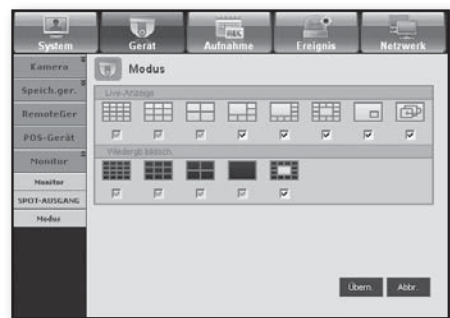 System Gerät Aufnahme Ereignis Netzwerk
Kamera
Speich.ger.
RemoteGer
POS-Gerät
Monitor
Monitor
SPOT-AUSGANG
Modus
Modus
Live-Anzeige
Wiedergb.bildsch.
Übern. Abbr.